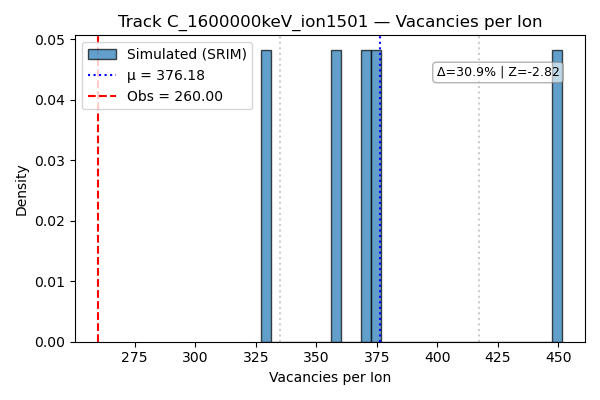 Track C_1600000keV_ion1501 — Vacancies per Ion
Simulated (SRIM)
μ = 376.18
Obs = 260.00
Δ=30.9% | Z=-2.82
0.05
0.04
0.03
0.02
0.01
0.00
Density
275
300
325
350
375
400
425
450
Vacancies per Ion